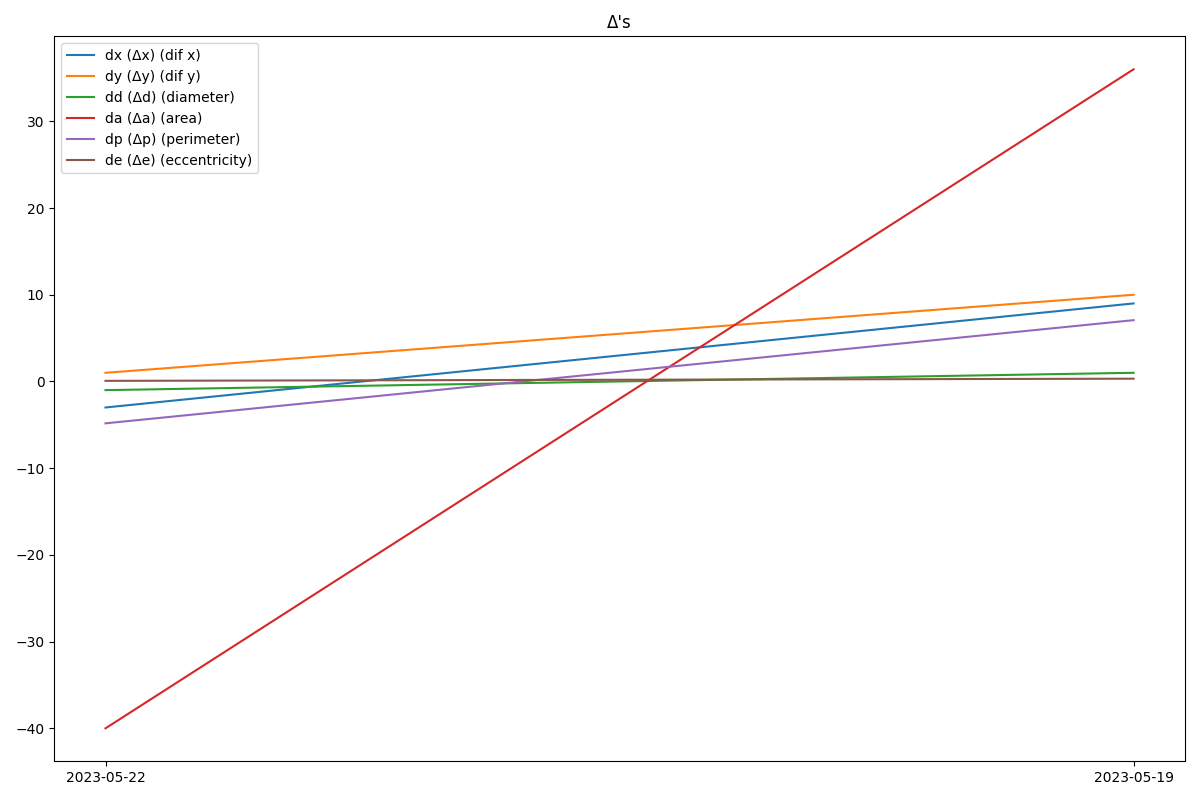 Δ's
dx (Δx) (dif x)
dy (Δy) (dif y)
dd (Δd) (diameter)
da (Δa) (area)
dp (Δp) (perimeter)
de (Δe) (eccentricity)
30
20
10
0
−10
−20
−30
−40
2023-05-22 2023-05-19